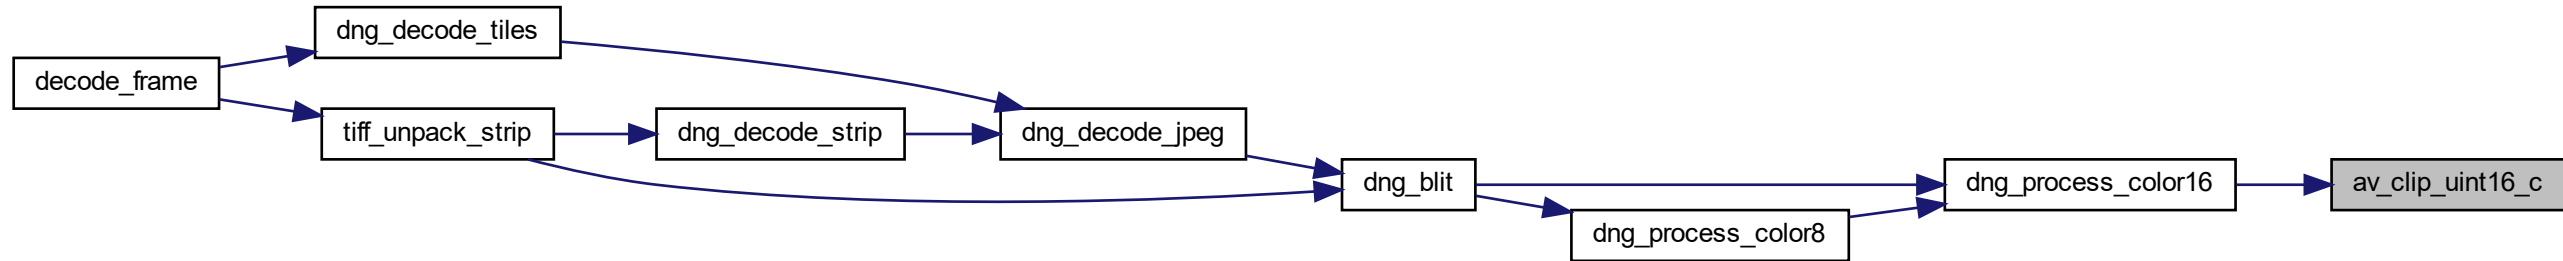 dng_decode_tiles
decode_frame
tiff_unpack_strip
dng_decode_strip
dng_decode_jpeg
dng_blit
dng_process_color16
av_clip_uint16_c
dng_process_color8